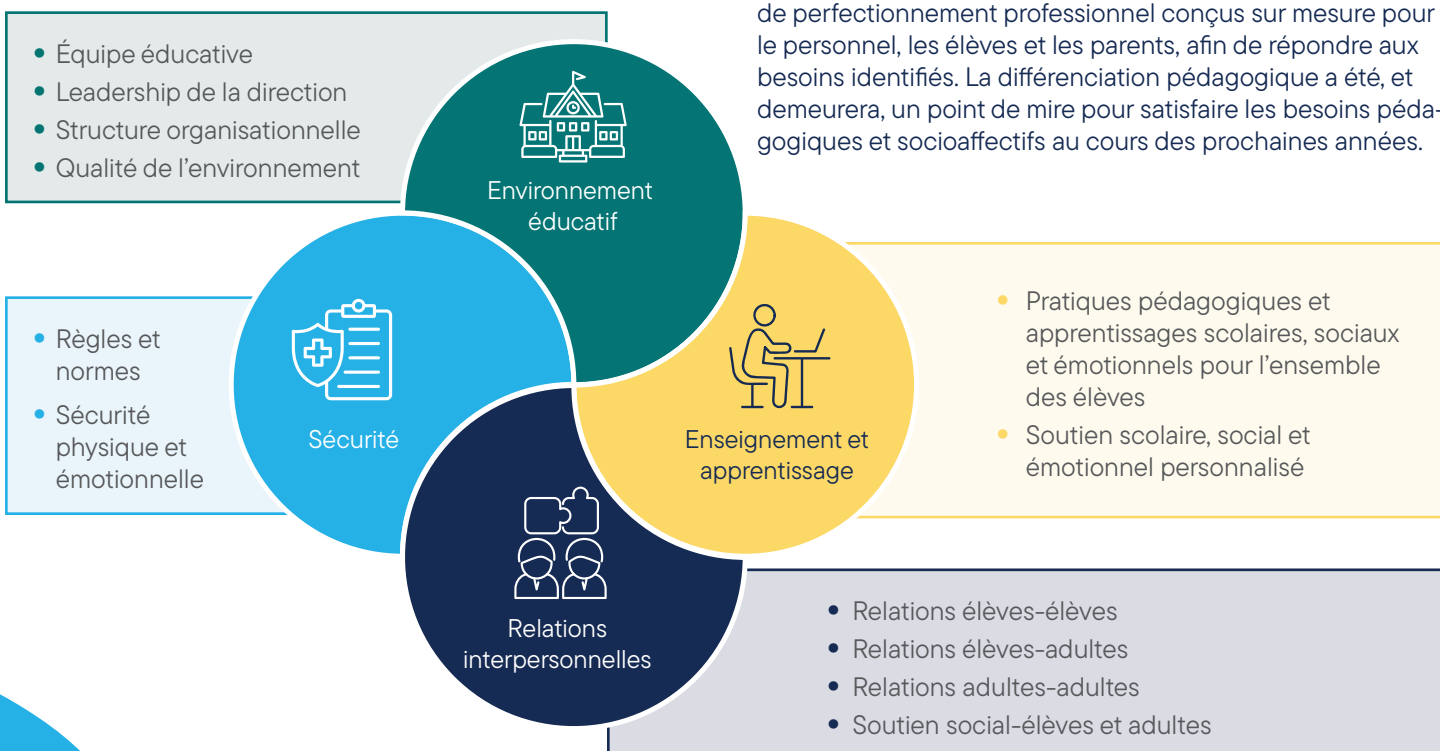 de perfectionnement professionnel conçus sur mesure pour
le personnel, les élèves et les parents, afin de répondre aux
besoins identifiés. La différenciation pédagogique a été, et
demeurera, un point de mire pour satisfaire les besoins péda-
gogiques et socioaffectifs au cours des prochaines années.
• Équipe éducative
• Leadership de la direction
• Structure organisationnelle
• Qualité de l’environnement
Environnement
éducatif
• Règles et
normes
• Sécurité
physique et
émotionnelle
Sécurité
Enseignement et
apprentissage
• Pratiques pédagogiques et
apprentissages scolaires, sociaux
et émotionnels pour l’ensemble
des élèves
• Soutien scolaire, social et
émotionnel personnalisé
Relations
interpersonnelles
• Relations élèves-élèves
• Relations élèves-adultes
• Relations adultes-adultes
• Soutien social-élèves et adultes